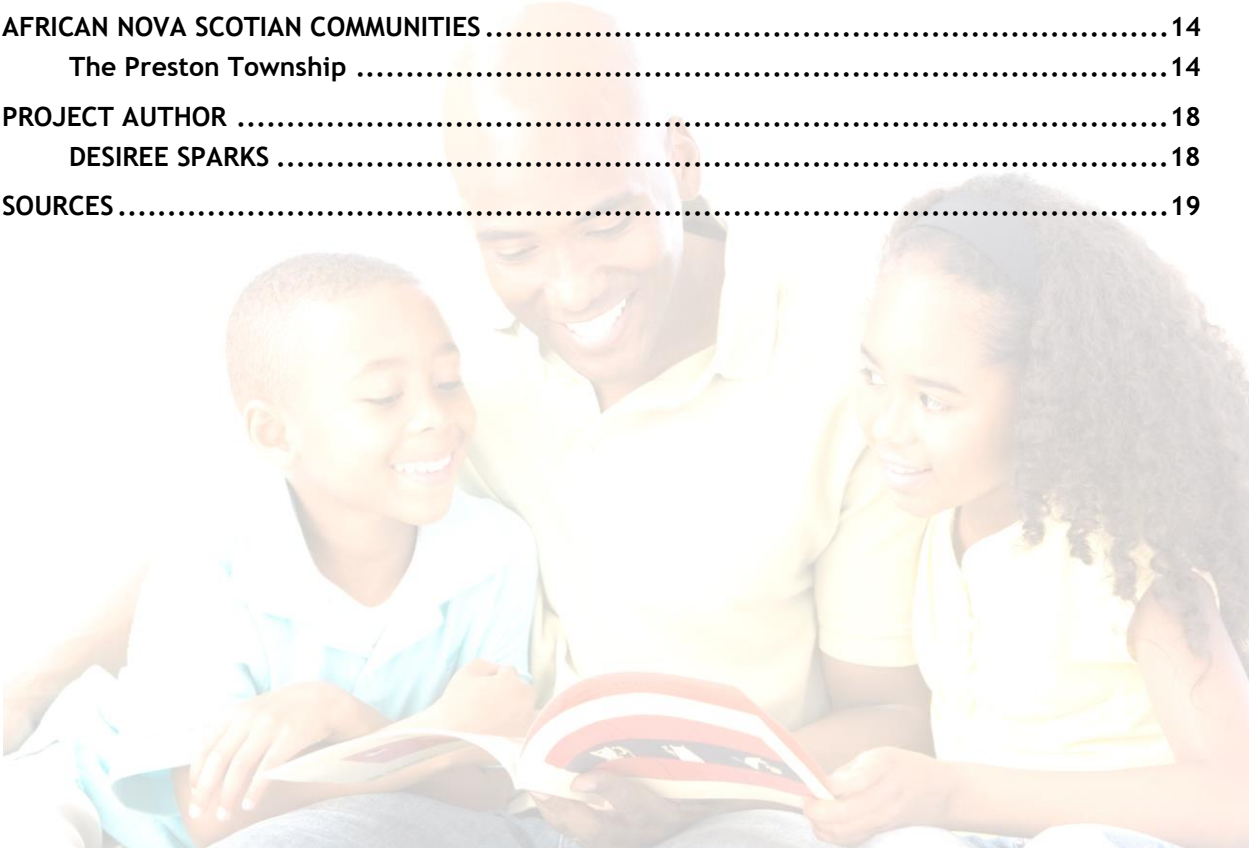 AFRICAN NOVA SCOTIAN COMMUNITIES........................................................................14
The Preston Township ......................................................................................14
PROJECT AUTHOR ..............................................................................................18
DESIREE SPARKS ..........................................................................................18
SOURCES..........................................................................................................19